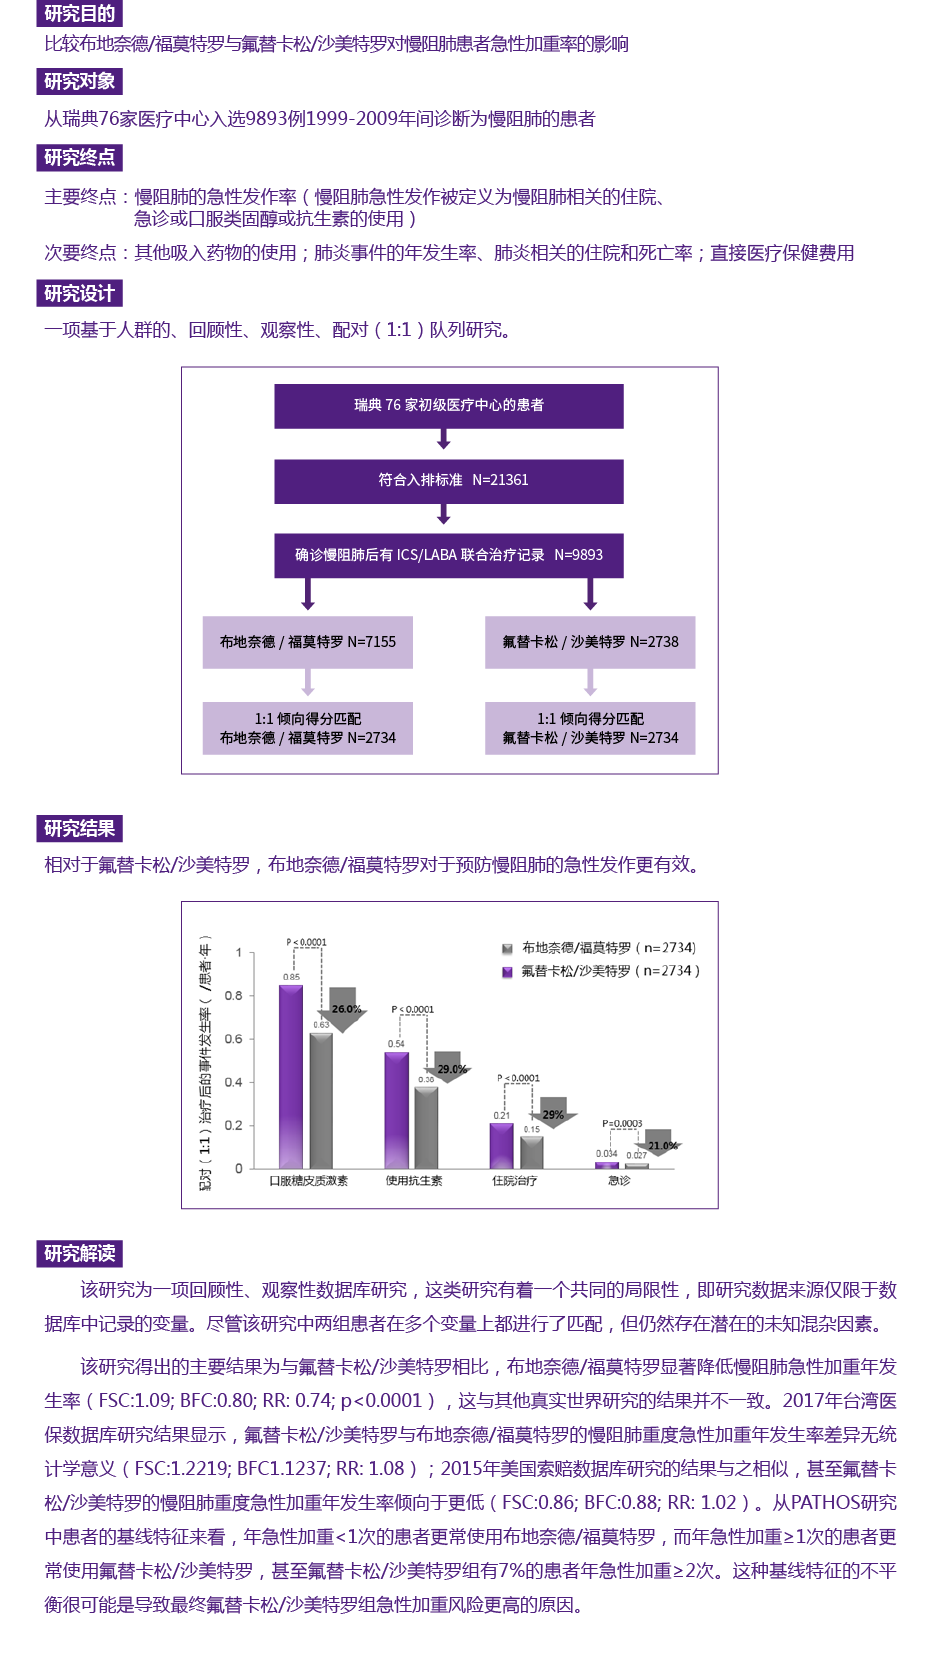 研究目的
比较布地奈德/福莫特罗与氟替卡松/沙美特罗对慢阻肺患者急性加重率的影响
研究对象
从瑞典76家医疗中心入选9893例1999-2009年间诊断为慢阻肺的患者
研究终点
主要终点：慢阻肺的急性发作率（慢阻肺急性发作被定义为慢阻肺相关的住院、
急诊或口服类固醇或抗生素的使用）
次要终点：其他吸入药物的使用；肺炎事件的年发生率、肺炎相关的住院和死亡率；直接医疗保健费用
研究设计
一项基于人群的、回顾性、观察性、配对（1:1）队列研究。
瑞典 76 家初级医疗中心的患者
符合入排标准 N=21361
确诊慢阻肺后有 ICS/LABA 联合治疗记录 N=9893
布地奈德 / 福莫特罗 N=7155
氟替卡松 / 沙美特罗 N=2738
1:1 倾向得分匹配
布地奈德 / 福莫特罗 N=2734
1:1 倾向得分匹配
氟替卡松 / 沙美特罗 N=2734
研究结果
相对于氟替卡松/沙美特罗，布地奈德/福莫特罗对于预防慢阻肺的急性发作更有效。
配对（1:1）治疗后的事件发生率（ /患者·年）
1
0.8
0.6
0.4
0.2
0
布地奈德/福莫特罗（n=2734）
氟替卡松/沙美特罗（n=2734）
P＜0.0001
0.85
0.63
26.0%
P＜0.0001
0.54
0.38
29.0%
P＜0.0001
0.21
0.15
29%
P=0.0003
0.034
0.027
21.0%
口服糖皮质激素
使用抗生素
住院治疗
急诊
研究解读
该研究为一项回顾性、观察性数据库研究，这类研究有着一个共同的局限性，即研究数据来源仅限于数
据库中记录的变量。尽管该研究中两组患者在多个变量上都进行了匹配，但仍然存在潜在的未知混杂因素。
该研究得出的主要结果为与氟替卡松/沙美特罗相比，布地奈德/福莫特罗显著降低慢阻肺急性加重年发
生率（FSC:1.09; BFC:0.80; RR: 0.74; p<0.0001），这与其他真实世界研究的结果并不一致。2017年台湾医
保数据库研究结果显示，氟替卡松/沙美特罗与布地奈德/福莫特罗的慢阻肺重度急性加重年发生率差异无统
计学意义（FSC:1.2219; BFC1.1237; RR: 1.08）；2015年美国索赔数据库研究的结果与之相似，甚至氟替卡
松/沙美特罗的慢阻肺重度急性加重年发生率倾向于更低（FSC:0.86; BFC:0.88; RR: 1.02）。从PATHOS研究
中患者的基线特征来看，年急性加重<1次的患者更常使用布地奈德/福莫特罗，而年急性加重≥1次的患者更
常使用氟替卡松/沙美特罗，甚至氟替卡松/沙美特罗组有7%的患者年急性加重≥2次。这种基线特征的不平
衡很可能是导致最终氟替卡松/沙美特罗组急性加重风险更高的原因。